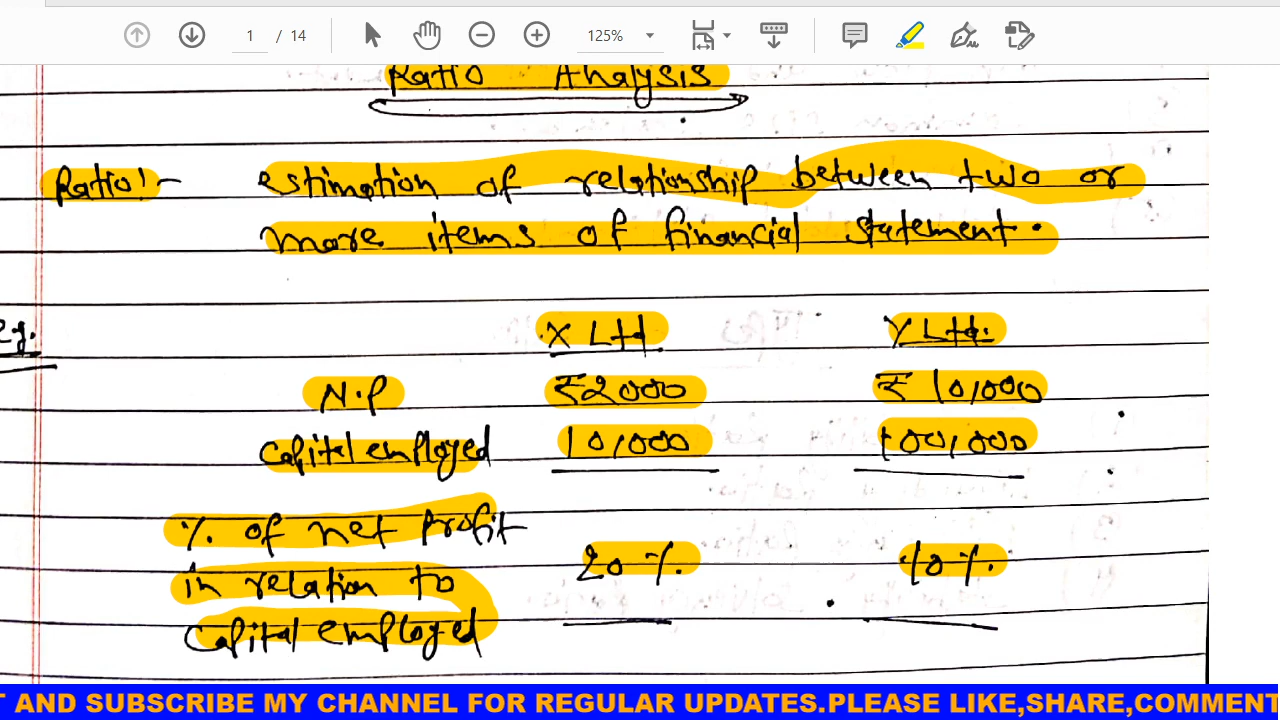 1 / 14 125%
Ratio Analysis
Ratio!- estimation of relationship between two or
more items of financial statement.
eg. X Ltd Y Ltd.
N.P ₹2000 ₹10,000
Capital employed 10,000 100,000
% of net profit
in relation to 20% 10%.
Capital employed
T AND SUBSCRIBE MY CHANNEL FOR REGULAR UPDATES.PLEASE LIKE,SHARE,COMMENT